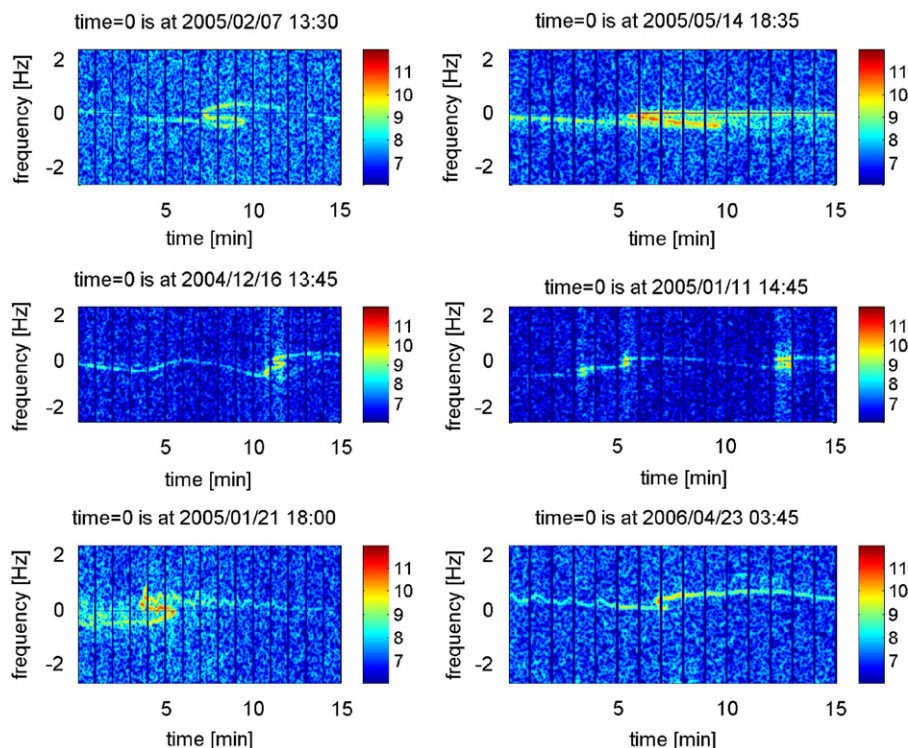 time=0 is at 2005/02/07 13:30
frequency [Hz]
2
0
-2
5 10 15
time [min]
11
10
9
8
7
time=0 is at 2005/05/14 18:35
frequency [Hz]
2
0
-2
5 10 15
time [min]
11
10
9
8
7
time=0 is at 2004/12/16 13:45
frequency [Hz]
2
0
-2
5 10 15
time [min]
11
10
9
8
7
time=0 is at 2005/01/11 14:45
frequency [Hz]
2
0
-2
5 10 15
time [min]
11
10
9
8
7
time=0 is at 2005/01/21 18:00
frequency [Hz]
2
0
-2
5 10 15
time [min]
11
10
9
8
7
time=0 is at 2006/04/23 03:45
frequency [Hz]
2
0
-2
5 10 15
time [min]
11
10
9
8
7